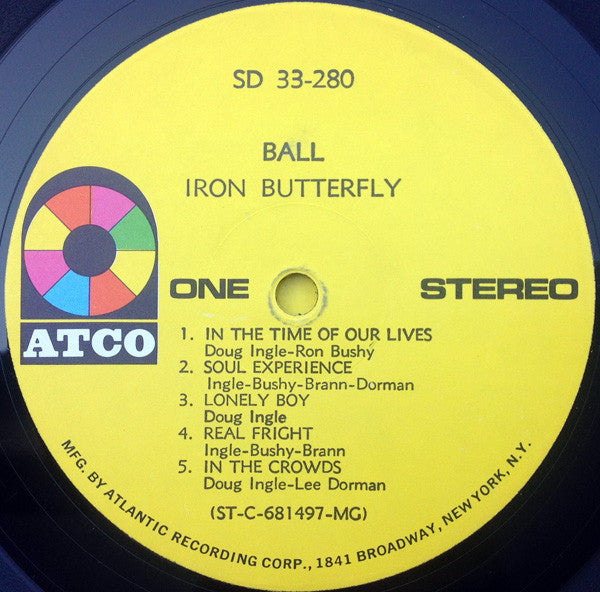 SD 33-280
BALL
IRON BUTTERFLY
ATCO
ONE STEREO
1. IN THE TIME OF OUR LIVES
Doug Ingle-Ron Bushy
2. SOUL EXPERIENCE
Ingle-Bushy-Brann-Dorman
3. LONELY BOY
Doug Ingle
4. REAL FRIGHT
Ingle-Bushy-Brann
5. IN THE CROWDS
Doug Ingle-Lee Dorman
(ST-C-681497-MG)
MFG. BY ATLANTIC RECORDING CORP., 1841 BROADWAY, NEW YORK, N.Y.